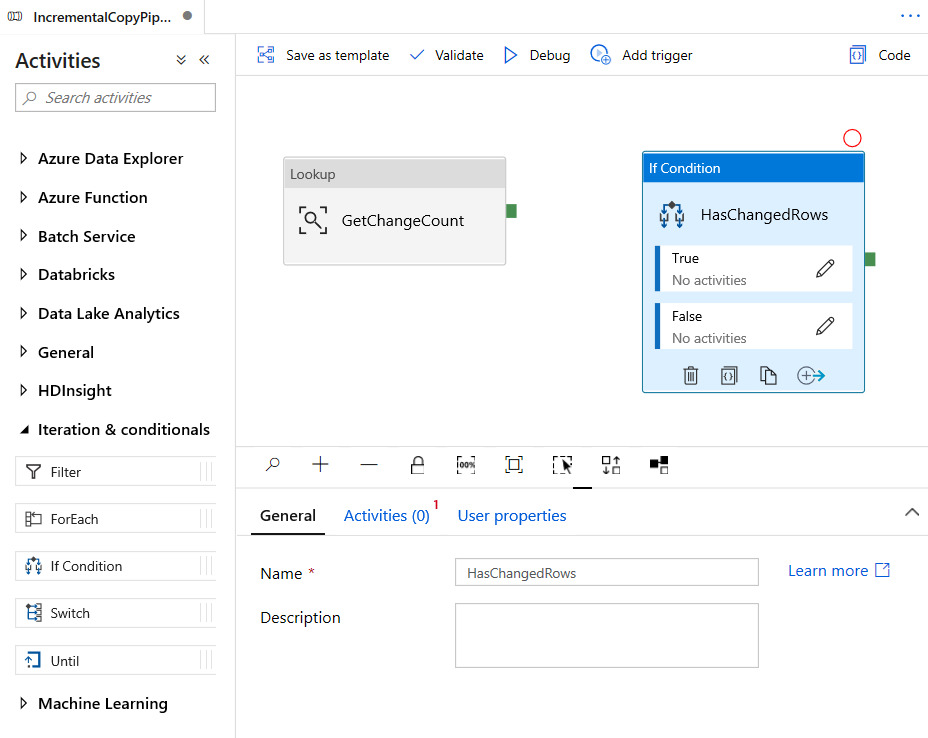 IncrementalCopyPip...
Activities
Search activities
Azure Data Explorer
Azure Function
Batch Service
Databricks
Data Lake Analytics
General
HDInsight
Iteration & conditionals
Filter
ForEach
If Condition
Switch
Until
Machine Learning
Save as template
Validate
Debug
Add trigger
Code
Lookup
GetChangeCount
If Condition
HasChangedRows
True
No activities
False
No activities
100%
General
Activities (0) 1
User properties
Name *
HasChangedRows
Learn more
Description